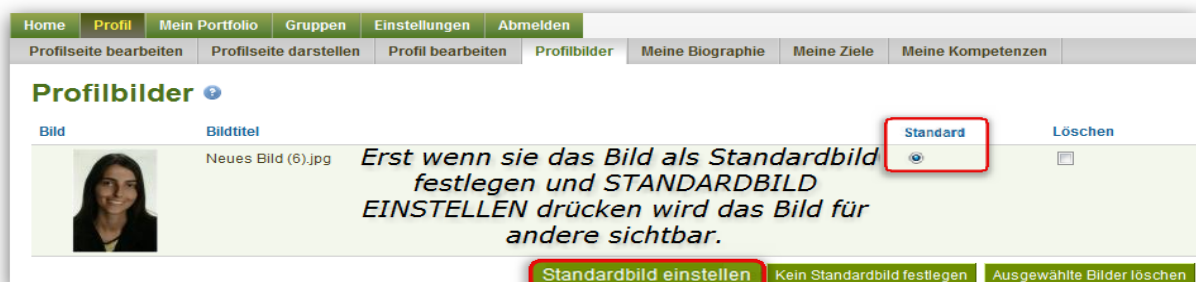 Home Profil Mein Portfolio Gruppen Einstellungen Abmelden
Profilseite bearbeiten Profilseite darstellen Profil bearbeiten Profilbilder Meine Biographie Meine Ziele Meine Kompetenzen
Profilbilder ?
Bild Bildtitel Standard Löschen
Neues Bild (6).jpg
Erst wenn sie das Bild als Standardbild
festlegen und STANDARDBILD
EINSTELLEN drücken wird das Bild für
andere sichtbar.
Standardbild einstellen Kein Standardbild festlegen Ausgewählte Bilder löschen